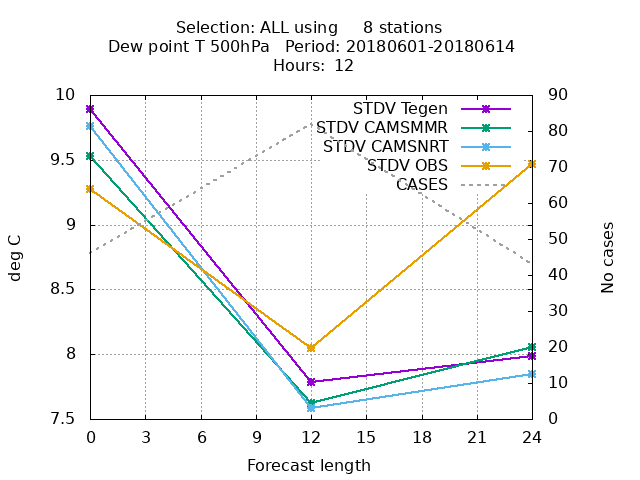 Selection: ALL using     8 stations
Dew point T 500hPa   Period: 20180601-20180614
Hours: 12
10
9.5
9
8.5
8
7.5
deg C
STDV Tegen
STDV CAMSMMR
STDV CAMSNRT
STDV OBS
CASES
90
80
70
60
50
40
30
20
10
0
No cases
0 3 6 9 12 15 18 21 24
Forecast length